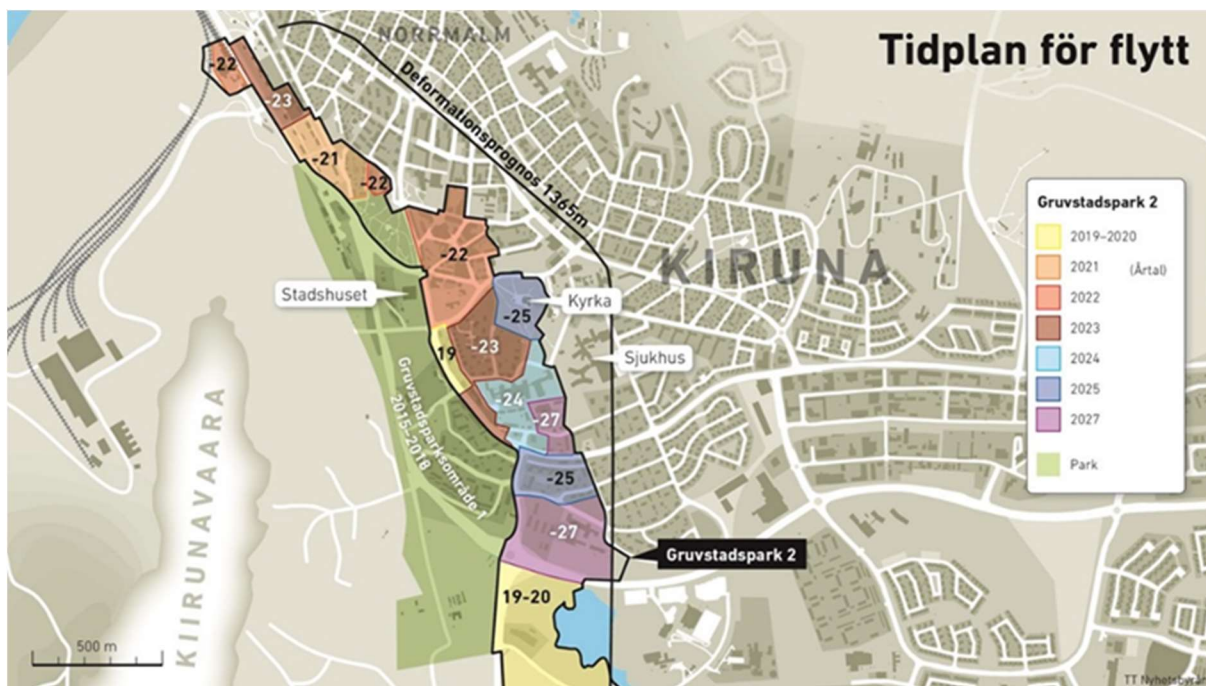 Tidplan för flytt
NORRMALM
Deformationsprognos 1365m
-22
-23
-21
-22
-22
KIRUNA
Stadshuset
Kyrka
-25
19
-23
Sjukhus
-24
-27
Gruvstadsparksområde 1
2015–2018
-25
-27
Gruvstadspark 2
19-20
KIIRUNAVAARA
500 m
Gruvstadspark 2
2019–2020
2021
(Årtal)
2022
2023
2024
2025
2027
Park
TT Nyhetsbyrån